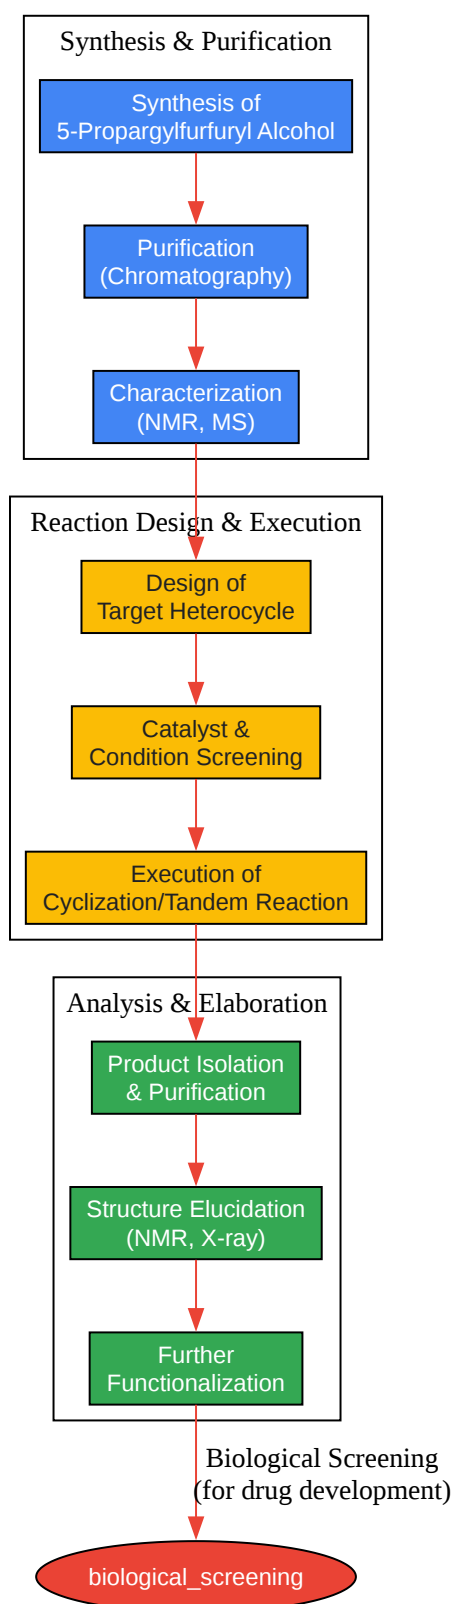 Synthesis & Purification
Synthesis of
5-Propargylfurfuryl Alcohol
Purification
(Chromatography)
Characterization
(NMR, MS)
Reaction Design & Execution
Design of
Target Heterocycle
Catalyst &
Condition Screening
Execution of
Cyclization/Tandem Reaction
Analysis & Elaboration
Product Isolation
& Purification
Structure Elucidation
(NMR, X-ray)
Further
Functionalization
Biological Screening
(for drug development)
biological_screening